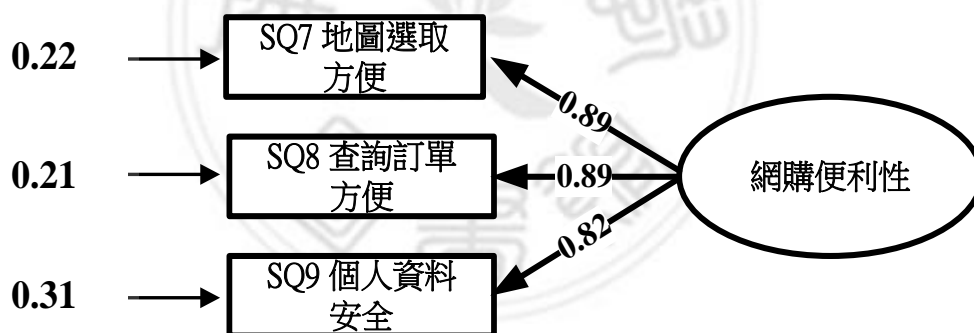 0.22
SQ7 地圖選取
方便
0.89
0.21
SQ8 查詢訂單
方便
0.89
網購便利性
0.31
SQ9 個人資料
安全
0.82